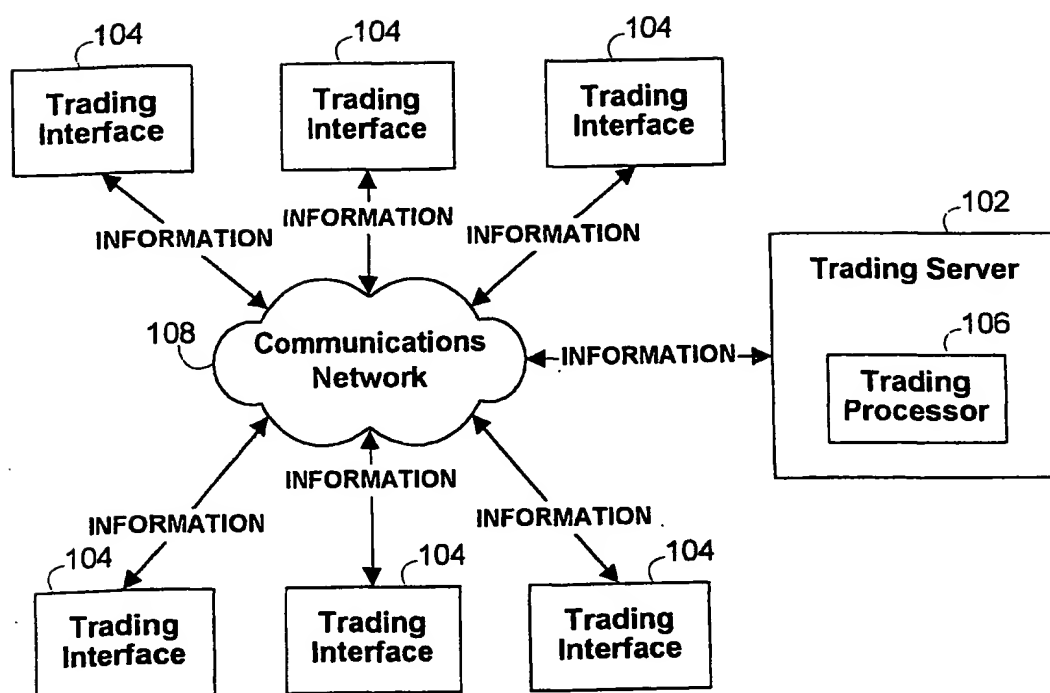 104
104
104
Trading
Interface
Trading
Interface
Trading
Interface
INFORMATION
INFORMATION
INFORMATION
102
Trading Server
106
Trading
Processor
108
Communications
Network
INFORMATION
INFORMATION
INFORMATION
INFORMATION
104
104
104
Trading
Interface
Trading
Interface
Trading
Interface